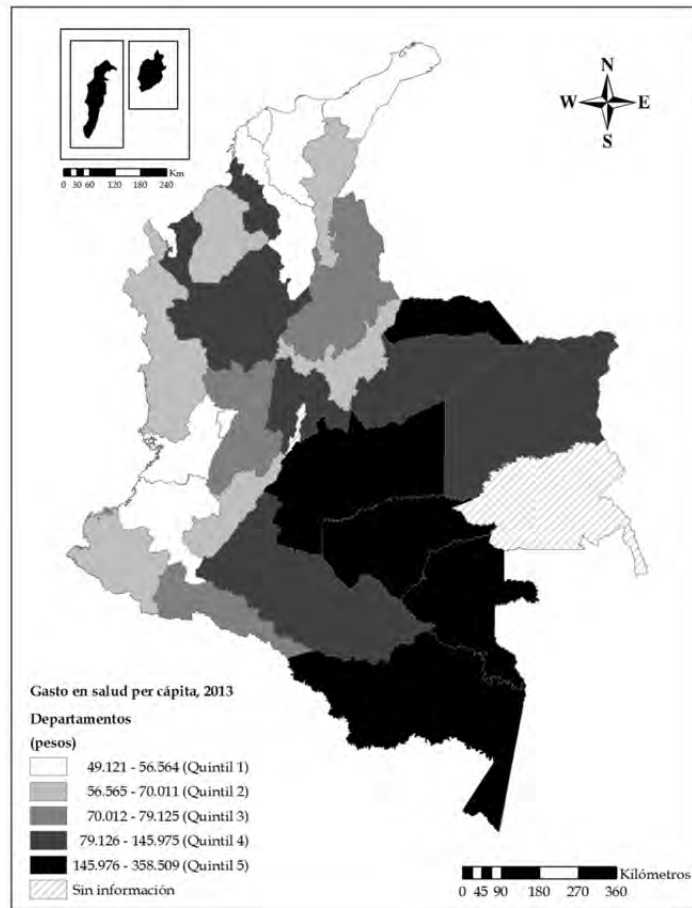 N
W E
S
Km
0 30 60 120 180 240
Gasto en salud per cápita, 2013
Departamentos
(pesos)
49.121 - 56.564 (Quintil 1)
56.565 - 70.011 (Quintil 2)
70.012 - 79.125 (Quintil 3)
79.126 - 145.975 (Quintil 4)
145.976 - 358.509 (Quintil 5)
Sin información
Kilómetros
0 45 90 180 270 360